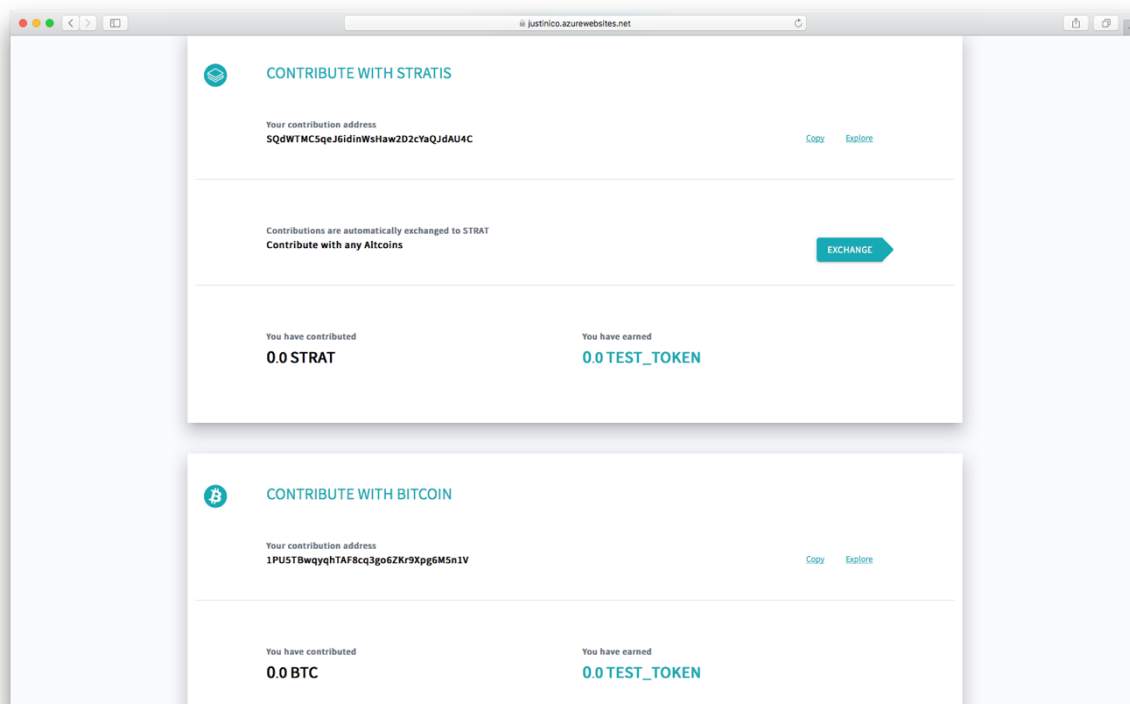 justinico.azurewebsites.net
CONTRIBUTE WITH STRATIS
Your contribution address
SQdWTMC5qeJ6idinWsHaw2D2cYaQJdAU4C
Copy Explore
Contributions are automatically exchanged to STRAT
Contribute with any Altcoins
EXCHANGE
You have contributed
0.0 STRAT
You have earned
0.0 TEST_TOKEN
CONTRIBUTE WITH BITCOIN
Your contribution address
1PU5TBwqyqhTAF8cq3go6ZKr9Xpg6M5n1V
Copy Explore
You have contributed
0.0 BTC
You have earned
0.0 TEST_TOKEN